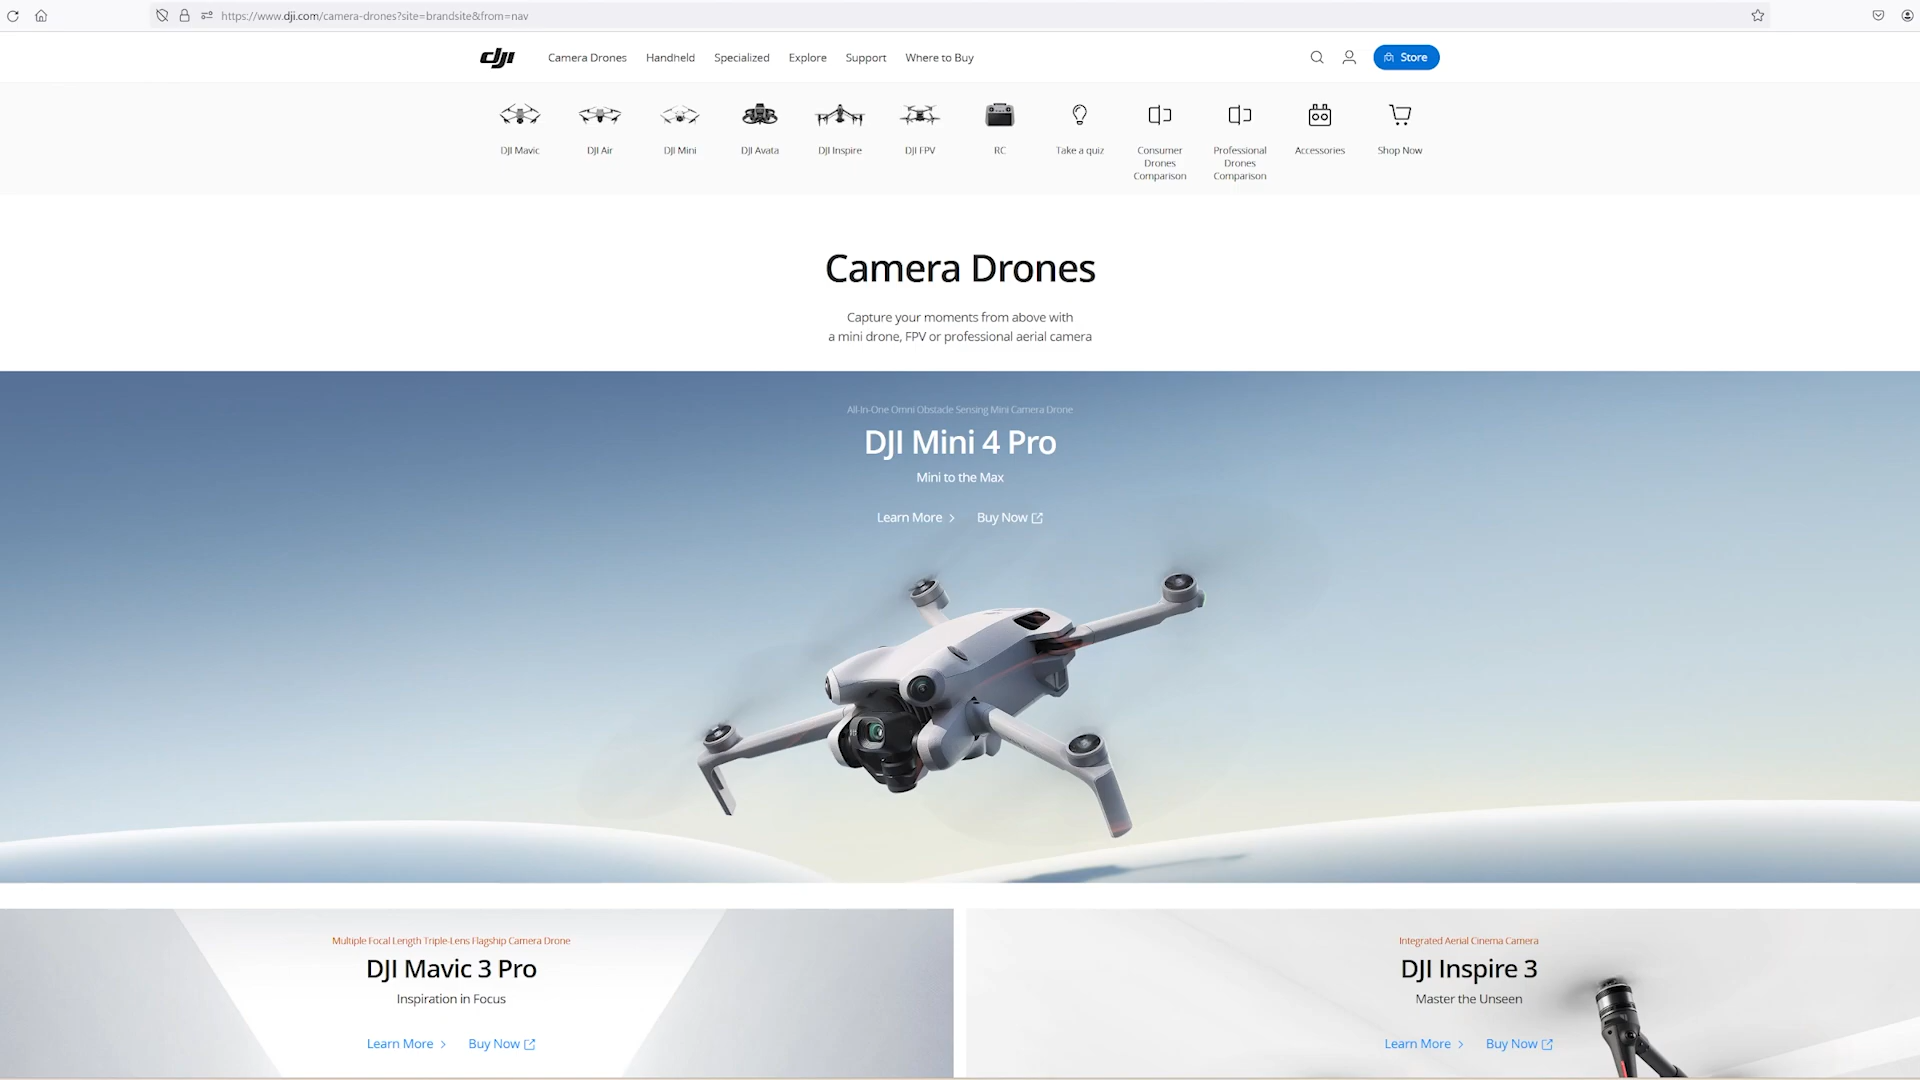 https://www.dji.com/camera-drones?site=brandsite&from=nav
dji
Camera Drones
Handheld
Specialized
Explore
Support
Where to Buy
Store
DJI Mavic
DJI Air
DJI Mini
DJI Avata
DJI Inspire
DJI FPV
RC
Take a quiz
Consumer
Drones
Comparison
Professional
Drones
Comparison
Accessories
Shop Now
Camera Drones
Capture your moments from above with
a mini drone, FPV or professional aerial camera
All-In-One Omni Obstacle Sensing Mini Camera Drone
DJI Mini 4 Pro
Mini to the Max
Learn More
Buy Now
Multiple Focal Length Triple-Lens Flagship Camera Drone
DJI Mavic 3 Pro
Inspiration in Focus
Learn More
Buy Now
Integrated Aerial Cinema Camera
DJI Inspire 3
Master the Unseen
Learn More
Buy Now